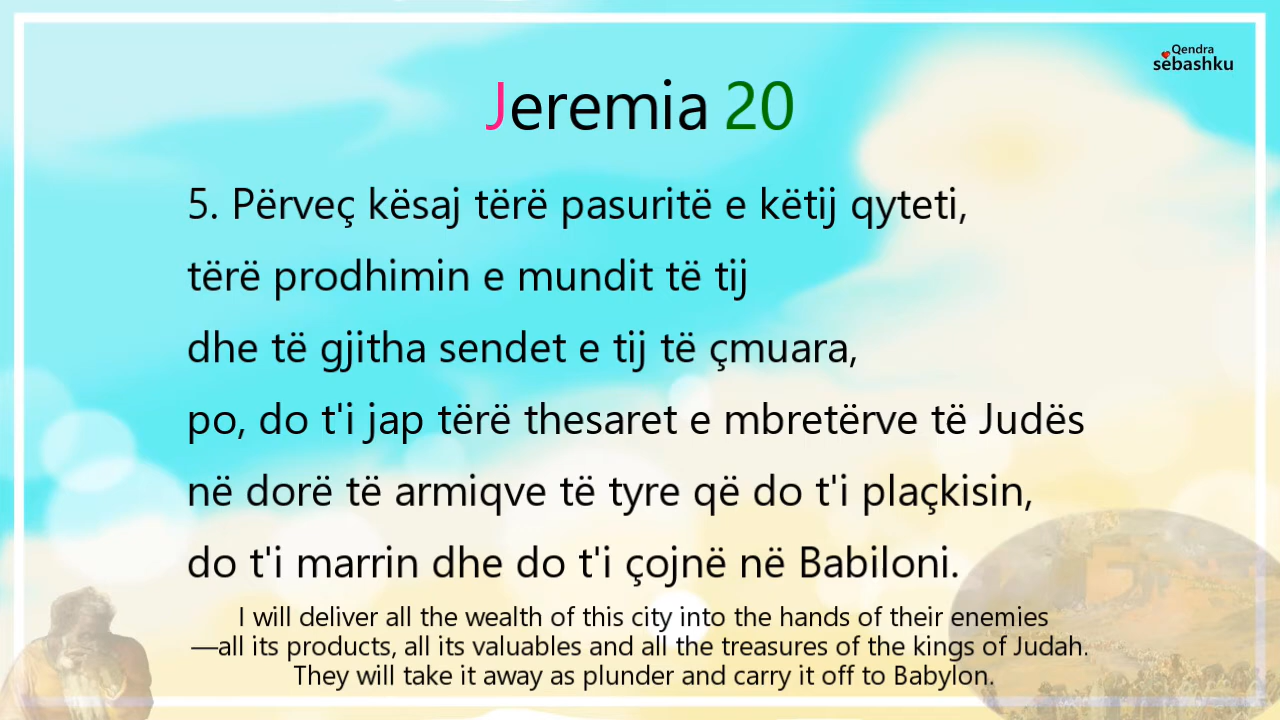 Qendra
sëbashku
Jeremia 20
5. Përveç kësaj tërë pasuritë e këtij qyteti,
tërë prodhimin e mundit të tij
dhe të gjitha sendet e tij të çmuara,
po, do t'i jap tërë thesaret e mbretërve të Judës
në dorë të armiqve të tyre që do t'i plaçkisin,
do t'i marrin dhe do t'i çojnë në Babiloni.
I will deliver all the wealth of this city into the hands of their enemies
—all its products, all its valuables and all the treasures of the kings of Judah.
They will take it away as plunder and carry it off to Babylon.